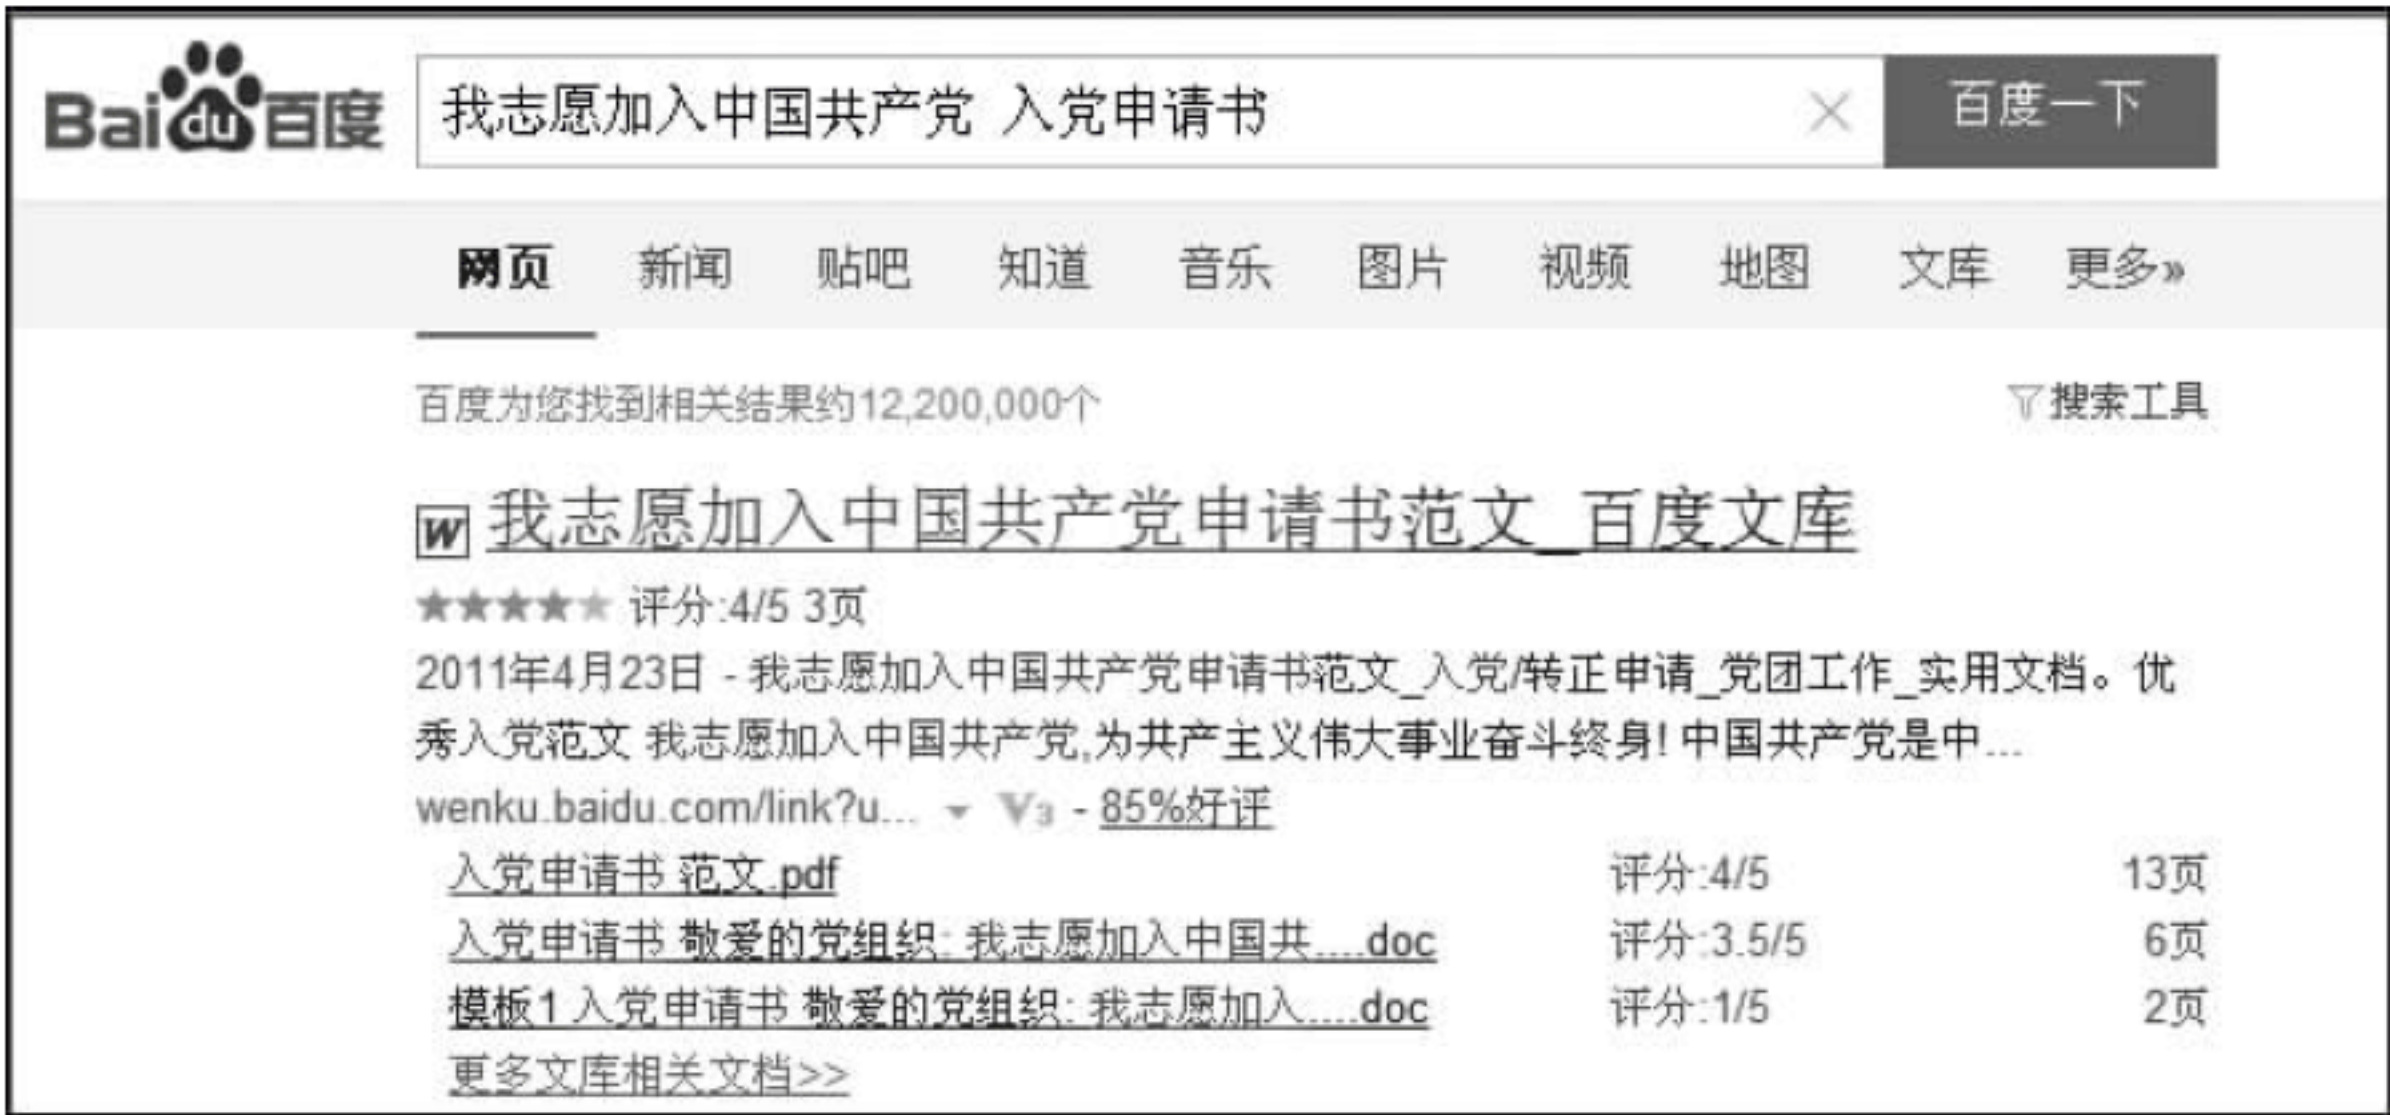 Bai du 百度 我志愿加入中国共产党 入党申请书 百度一下
网页 新闻 贴吧 知道 音乐 图片 视频 地图 文库 更多»
百度为您找到相关结果约12,200,000个 搜索工具
W 我志愿加入中国共产党申请书范文_百度文库
评分:4/5 3页
2011年4月23日 - 我志愿加入中国共产党申请书范文_入党/转正申请_党团工作_实用文档。优
秀入党范文 我志愿加入中国共产党,为共产主义伟大事业奋斗终身! 中国共产党是中...
wenku.baidu.com/link?u... V3 - 85%好评
入党申请书 范文.pdf 评分:4/5 13页
入党申请书 敬爱的党组织: 我志愿加入中国共....doc 评分:3.5/5 6页
模板1 入党申请书 敬爱的党组织: 我志愿加入....doc 评分:1/5 2页
更多文库相关文档>>